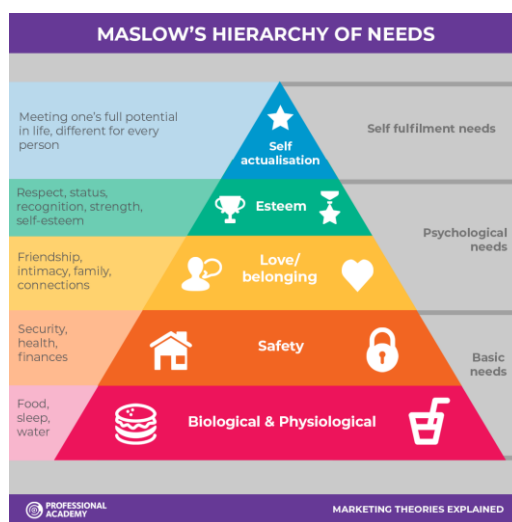 MASLOW'S HIERARCHY OF NEEDS
Meeting one's full potential
in life, different for every
person
Self
actualisation
Self fulfilment needs
Respect, status,
recognition, strength,
self-esteem
Esteem
Psychological
needs
Friendship,
intimacy, family,
connections
Love/
belonging
Security,
health,
finances
Safety
Basic
needs
Food,
sleep,
water
Biological & Physiological
PROFESSIONAL
ACADEMY
MARKETING THEORIES EXPLAINED